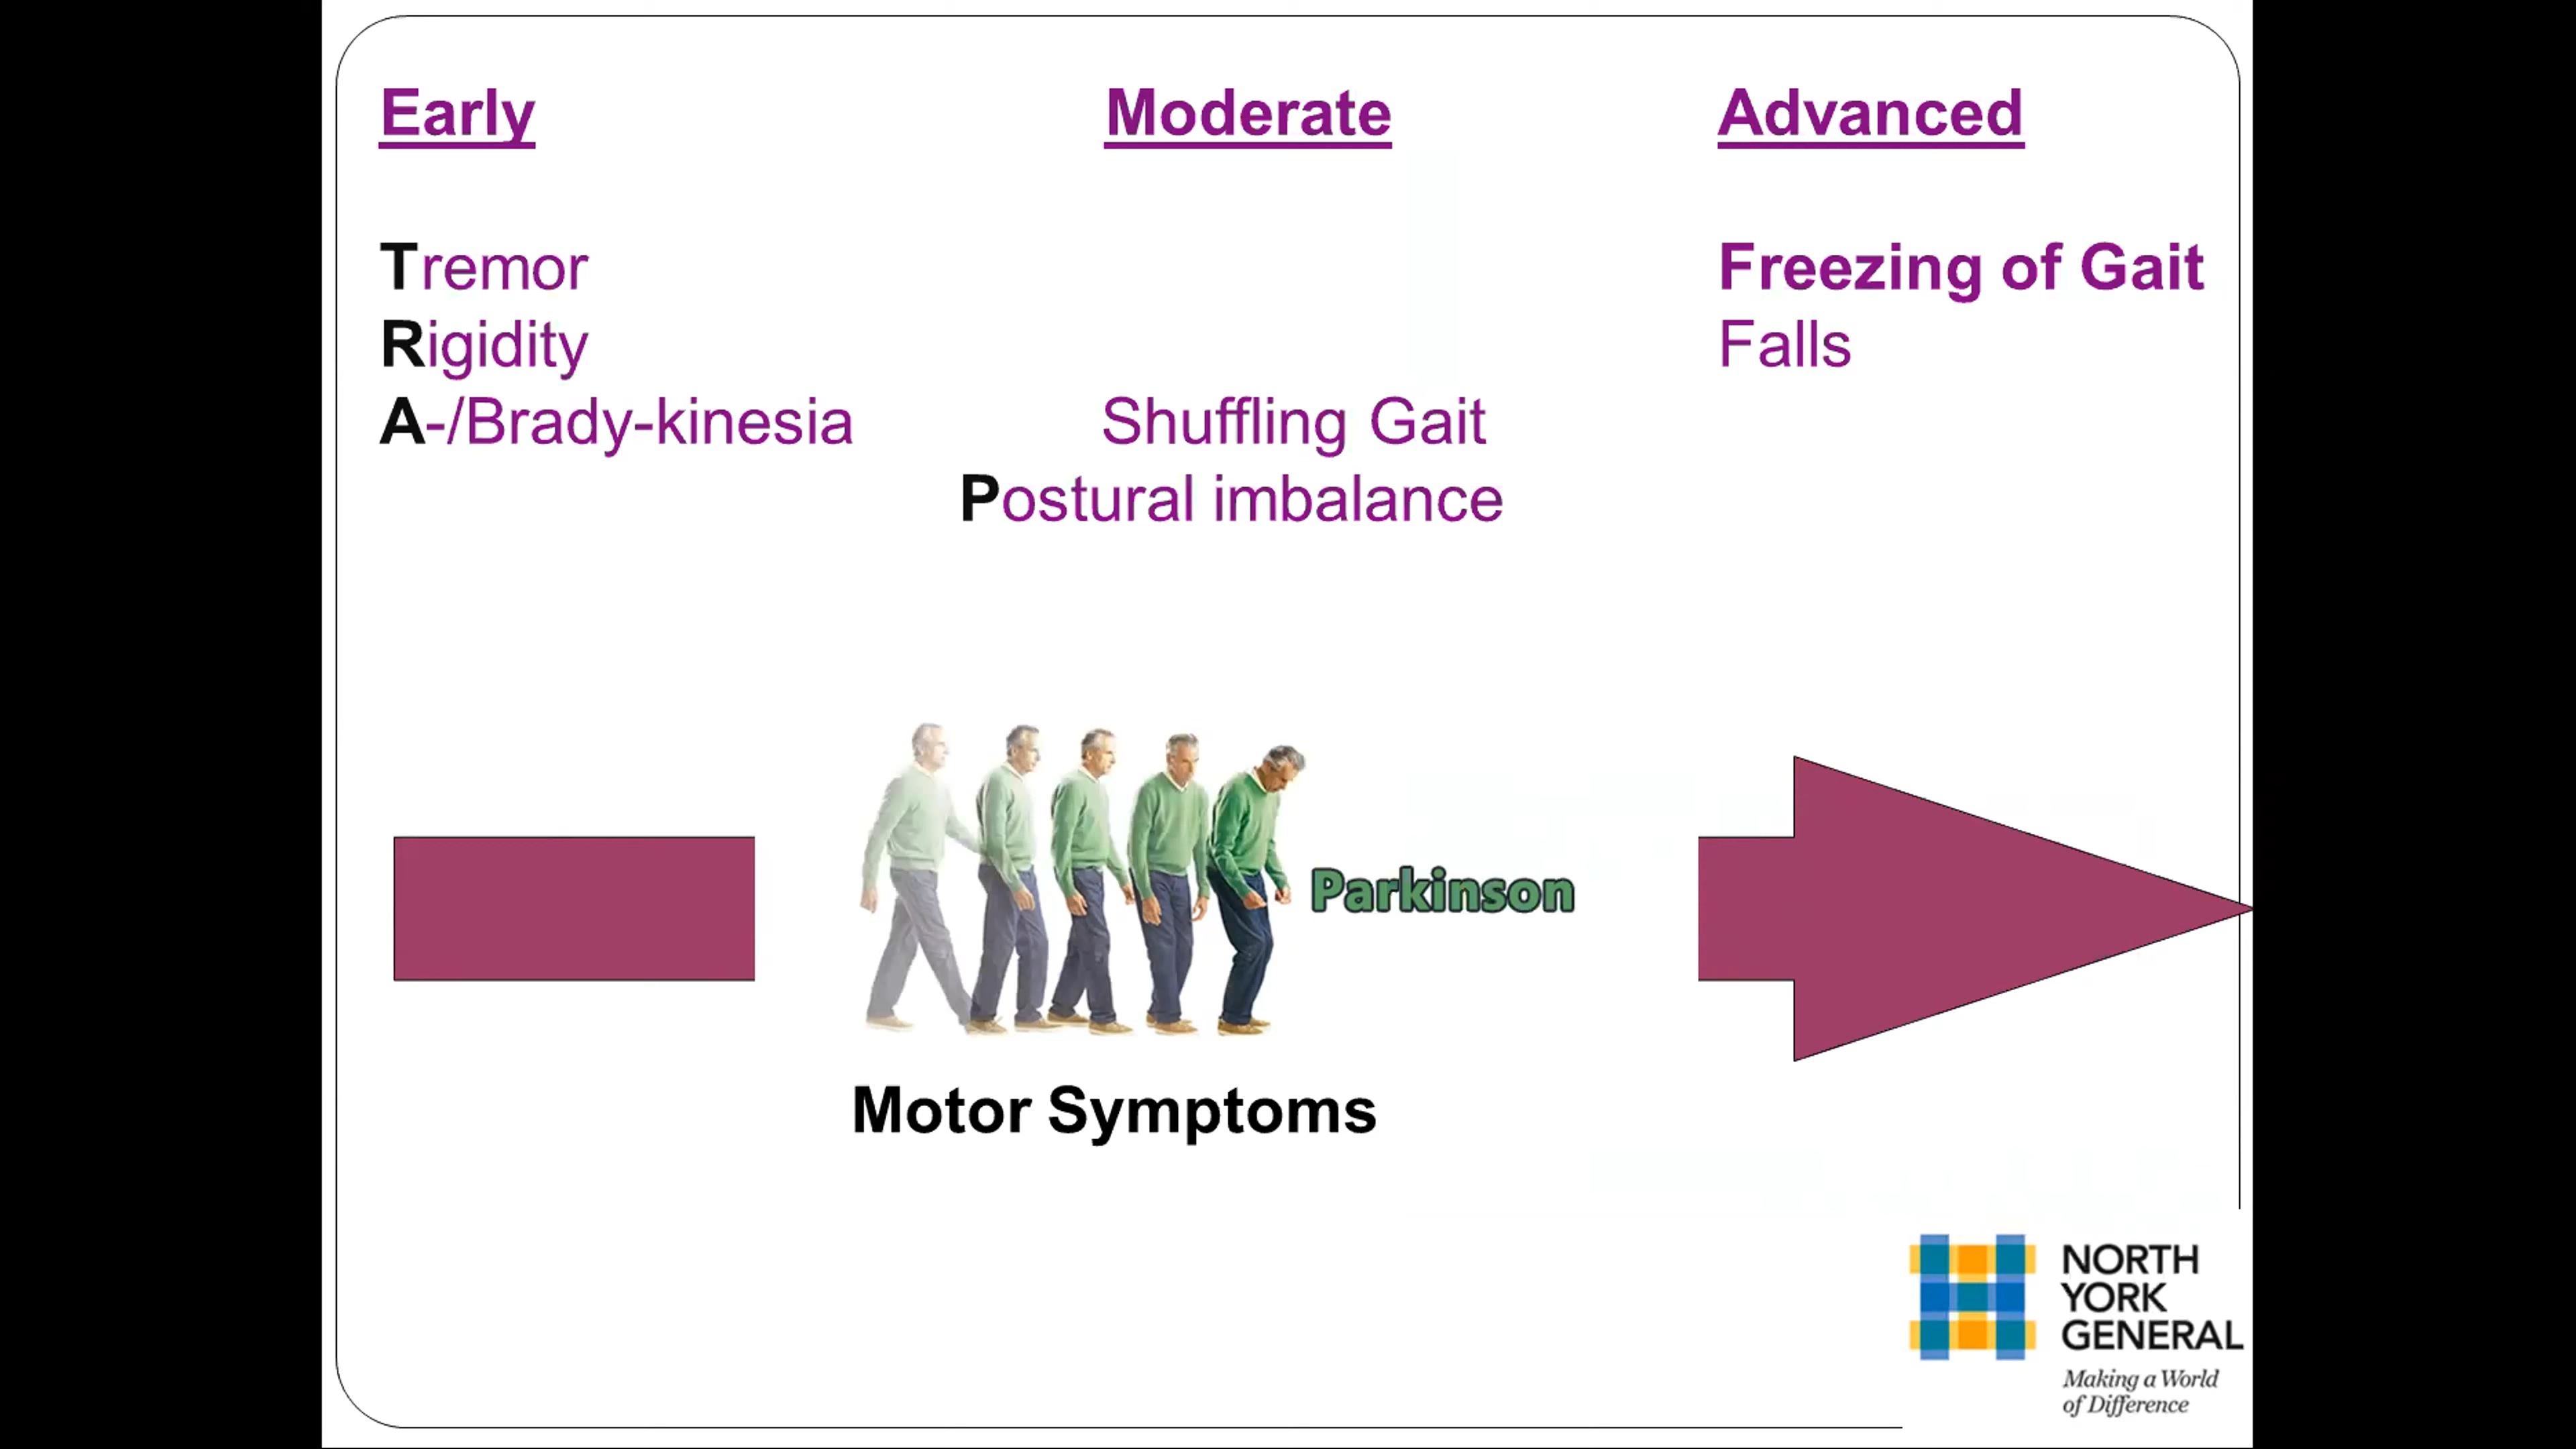 Early
Moderate
Advanced
Tremor
Freezing of Gait
Rigidity
Falls
A-/Brady-kinesia
Shuffling Gait
Postural imbalance
Parkinson
Motor Symptoms
NORTH
YORK
GENERAL
Making a World
of Difference